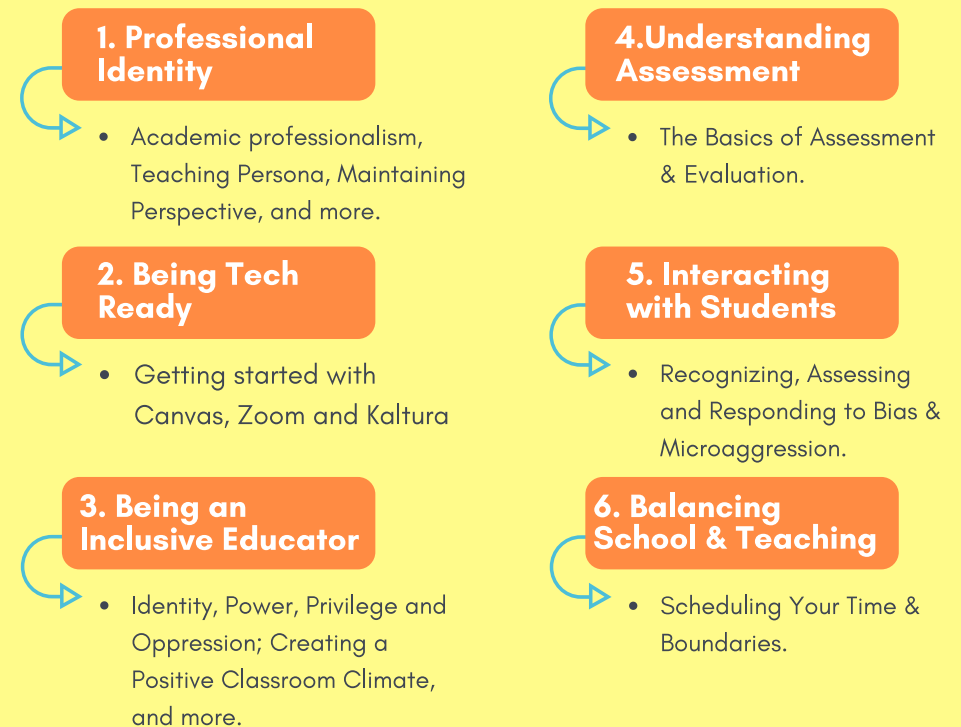 1. Professional
Identity
• Academic professionalism,
Teaching Persona, Maintaining
Perspective, and more.
2. Being Tech
Ready
• Getting started with
Canvas, Zoom and Kaltura
3. Being an
Inclusive Educator
• Identity, Power, Privilege and
Oppression; Creating a
Positive Classroom Climate,
and more.
4.Understanding
Assessment
• The Basics of Assessment
& Evaluation.
5. Interacting
with Students
• Recognizing, Assessing
and Responding to Bias &
Microaggression.
6. Balancing
School & Teaching
• Scheduling Your Time &
Boundaries.